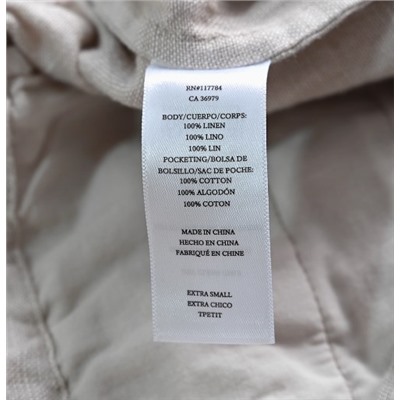 RN#117784
CA 36979
BODY/CUERPO/CORPS:
100% LINEN
100% LINO
100% LIN
POCKETING/BOLSA DE
BOLSILLO/SAC DE POCHE:
100% COTTON
100% ALGODÓN
100% COTON
MADE IN CHINA
HECHO EN CHINA
FABRIQUÉ EN CHINE
EXTRA SMALL
EXTRA CHICO
TPETIT